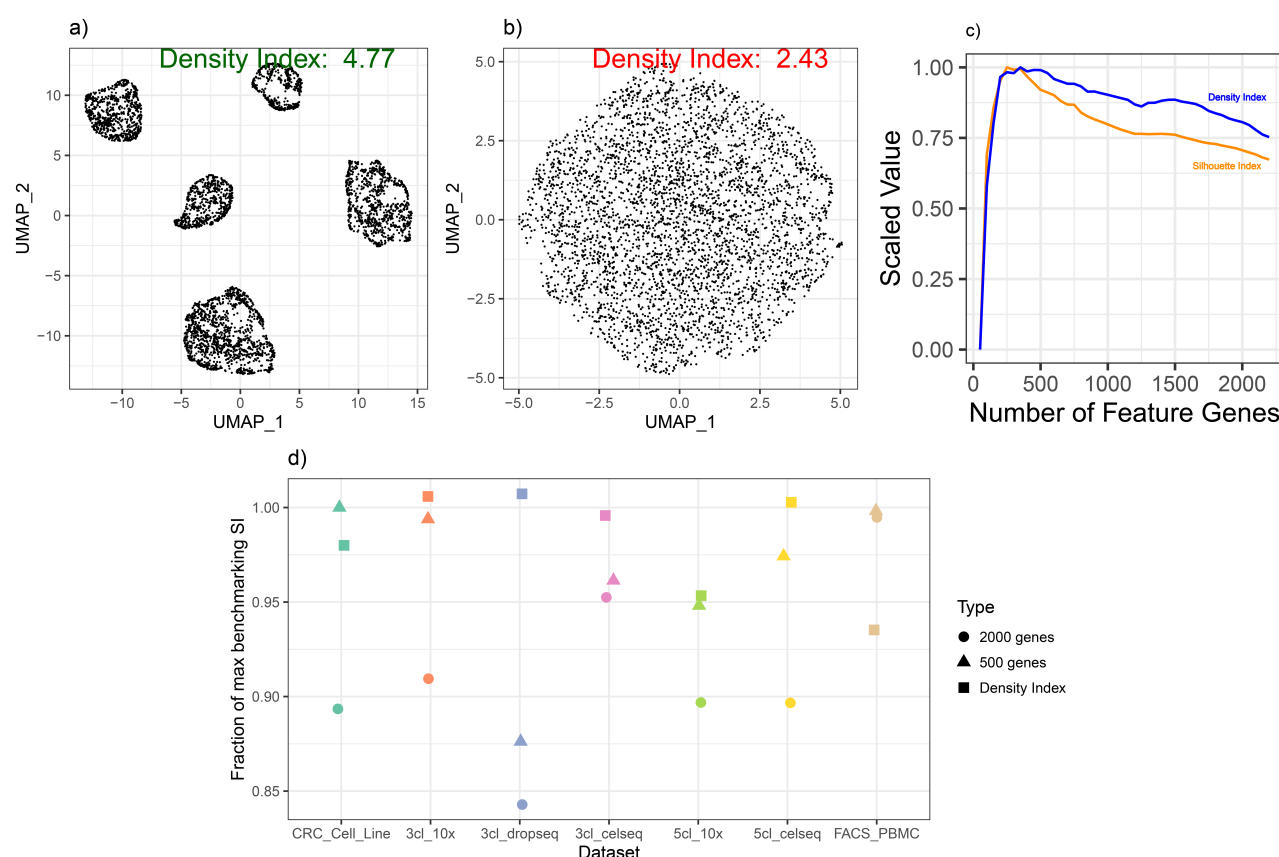 a)
Density Index: 4.77
UMAP_2
10
5
0
−5
−10
−10
−5
0
5
10
15
UMAP_1
b)
Density Index: 2.43
UMAP_2
5.0
2.5
0.0
−2.5
−5.0
−5.0
−2.5
0.0
2.5
5.0
UMAP_1
c)
Scaled Value
1.00
0.75
0.50
0.25
0.00
Density Index
Silhouette Index
0
500
1000
1500
2000
Number of Feature Genes
d)
Fraction of max benchmarking SI
1.00
0.95
0.90
0.85
CRC_Cell_Line
3cl_10x
3cl_dropseq
3cl_celseq
5cl_10x
5cl_celseq
FACS_PBMC
Dataset
Type
2000 genes
500 genes
Density Index